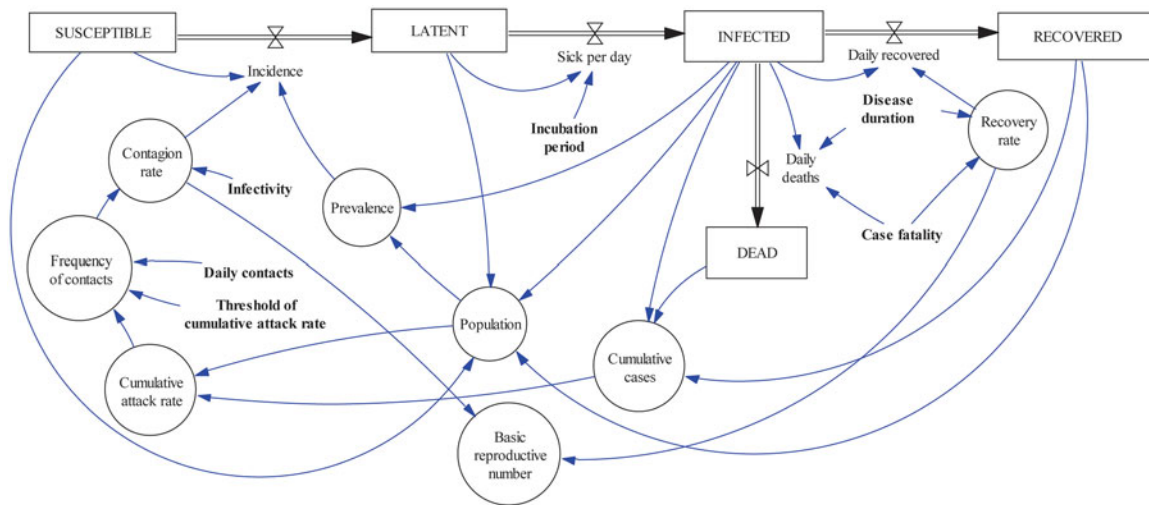 SUSCEPTIBLE
LATENT
INFECTED
RECOVERED
Incidence
Sick per day
Daily recovered
Contagion
rate
Infectivity
Prevalence
Incubation
period
Disease
duration
Recovery
rate
Daily
deaths
Case fatality
DEAD
Frequency
of contacts
Daily contacts
Threshold of
cumulative attack rate
Population
Cumulative
attack rate
Cumulative
cases
Basic
reproductive
number